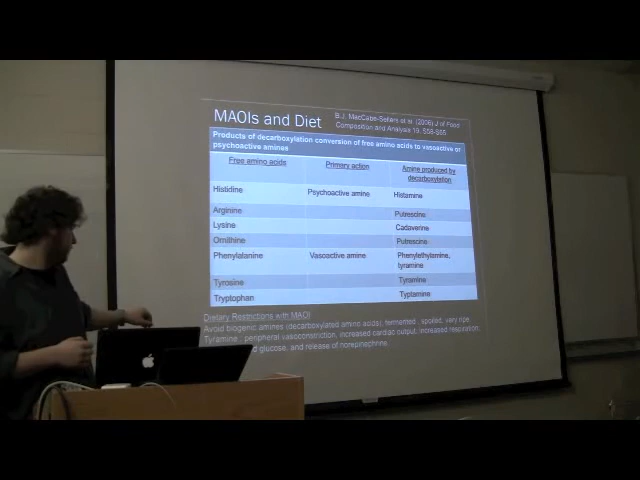 MAOIs and Diet
B.J. MacCabe-Sellers et al. (2006) J of Food
Composition and Analysis 19, S58-S65
Products of decarboxylation conversion of free amino acids to vasoactive or
psychoactive amines
Free amino acids Primary action Amine produced by
decarboxylation
Histidine Psychoactive amine Histamine
Arginine Putrescine
Lysine Cadaverine
Ornithine Putrescine
Phenylalanine Vasoactive amine Phenylethylamine,
tyramine
Tyrosine Tyramine
Tryptophan Typtamine
Dietary Restrictions with MAOI
Avoid biogenic amines (decarboxylated amino acids), fermented , spoiled, very ripe
Tyramine : peripheral vasoconstriction, increased cardiac output, increased respiration,
glucose, and release of norepinephrine.